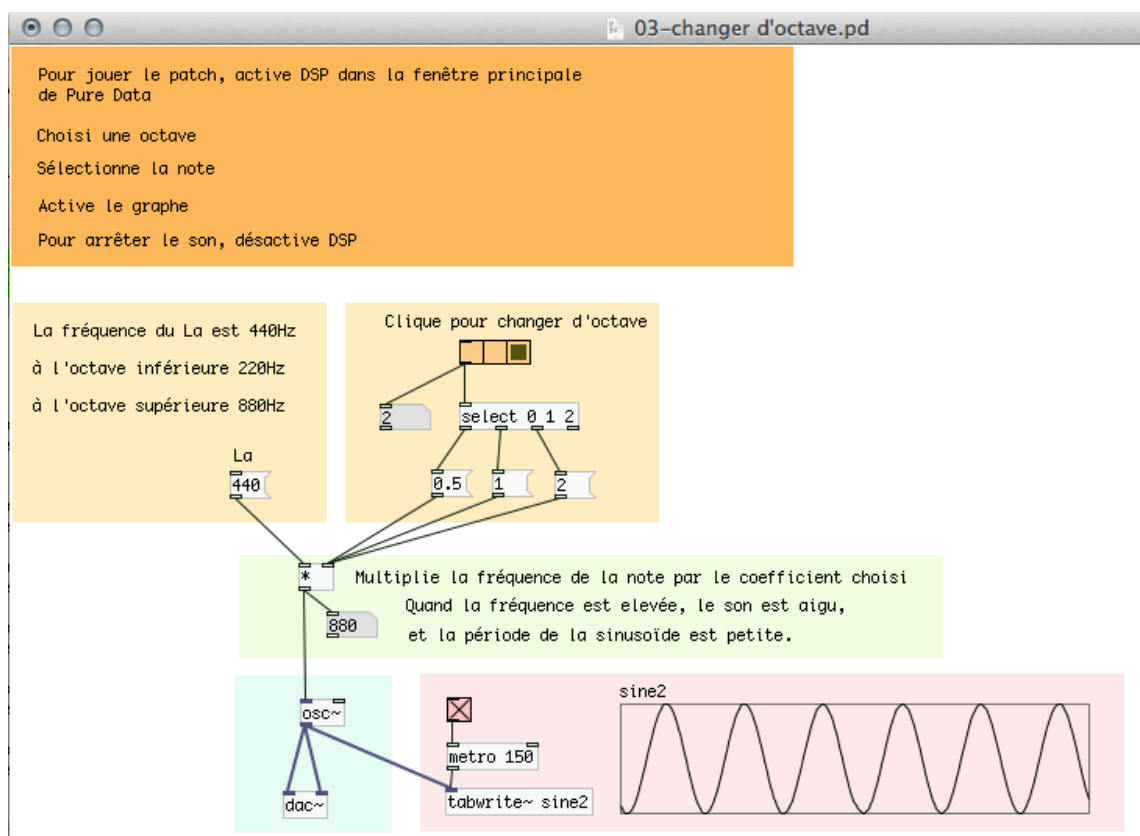 03-changer d'octave.pd
Pour jouer le patch, active DSP dans la fenêtre principale
de Pure Data
Choisi une octave
Sélectionne la note
Active le graphe
Pour arrêter le son, désactive DSP
La fréquence du La est 440Hz
à l'octave inférieure 220Hz
à l'octave supérieure 880Hz
La
440
Clique pour changer d'octave
2
select 0 1 2
0.5
1
2
*
Multiplie la fréquence de la note par le coefficient choisi
Quand la fréquence est elevée, le son est aigu,
880
et la période de la sinusoïde est petite.
osc~
dac~
metro 150
tabwrite~ sine2
sine2